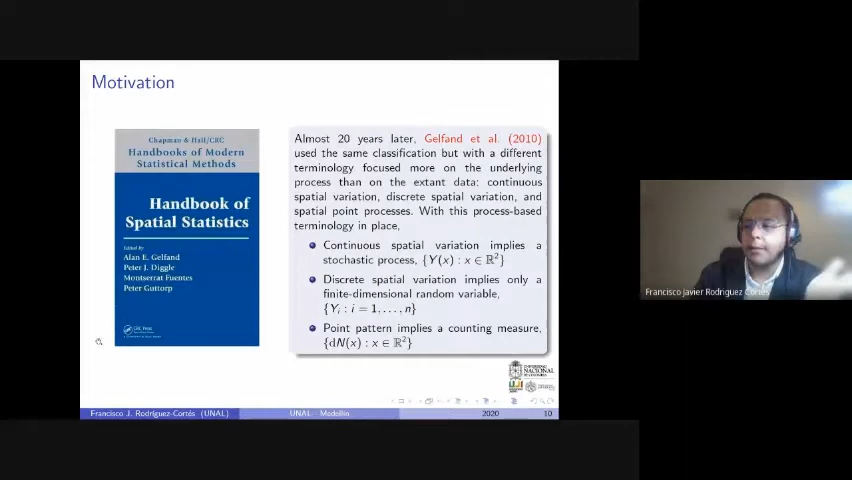 Motivation
Chapman & Hall/CRC
Handbooks of Modern
Statistical Methods
Handbook of
Spatial Statistics
Edited by
Alan E. Gelfand
Peter J. Diggle
Montserrat Fuentes
Peter Guttorp
CRC Press
Almost 20 years later, Gelfand et al. (2010)
used the same classification but with a different
terminology focused more on the underlying
process than on the extant data; continuous
spatial variation, discrete spatial variation, and
spatial point processes. With this process-based
terminology in place,
Continuous spatial variation implies a
stochastic process, {Y(x) : x ∈ ℝ²}
Discrete spatial variation implies only a
finite-dimensional random variable,
{Yᵢ : i = 1, . . . , n}
Point pattern implies a counting measure,
{dN(x) : x ∈ ℝ²}
UNIVERSIDAD
NACIONAL
DE COLOMBIA
Francisco J. Rodríguez-Cortés (UNAL)
UNAL - Medellín
2020
10
Francisco Javier Rodríguez Cortés